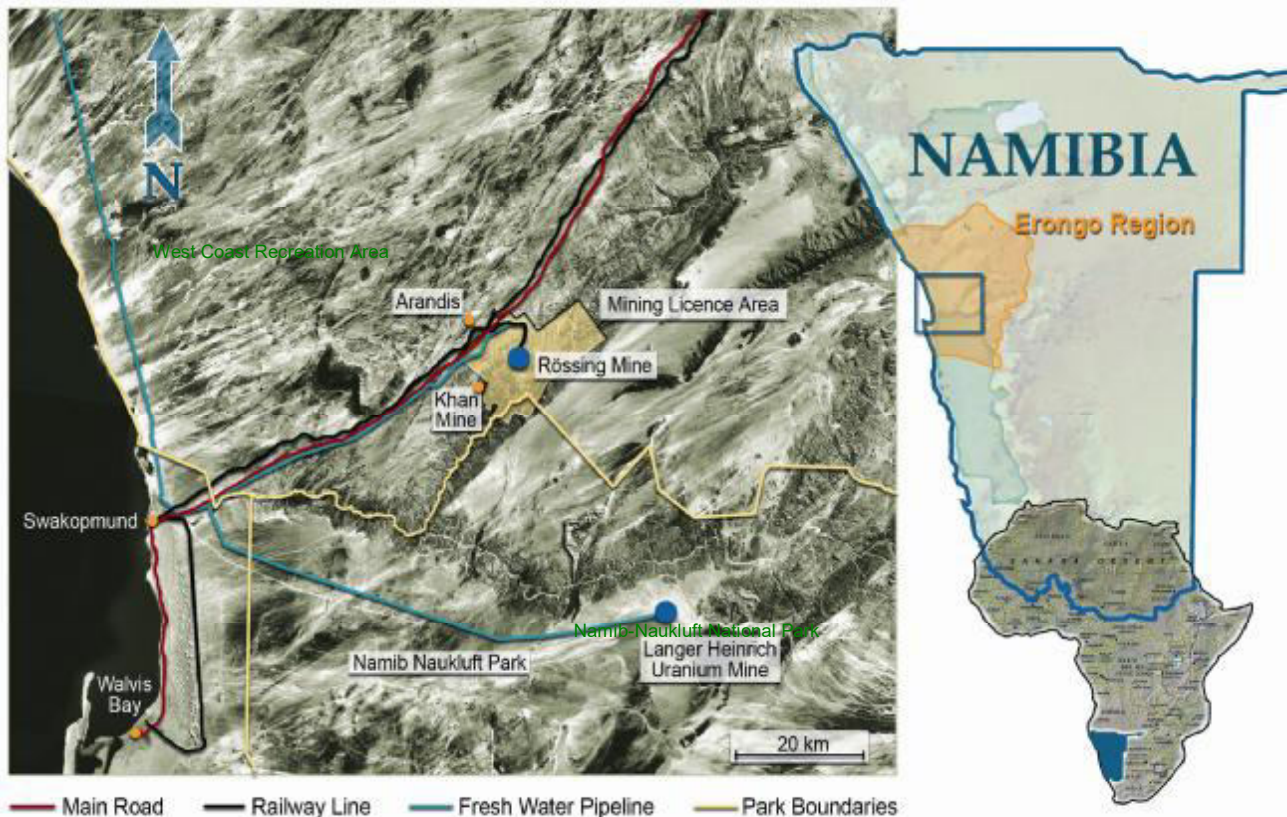 N
West Coast Recreation Area
Arandis
Mining Licence Area
Rössing Mine
Khan
Mine
Swakopmund
Namib-Naukluft National Park
Namib Naukluft Park
Langer Heinrich
Uranium Mine
Walvis
Bay
20 km
NAMIBIA
Erongo Region
Main Road
Railway Line
Fresh Water Pipeline
Park Boundaries